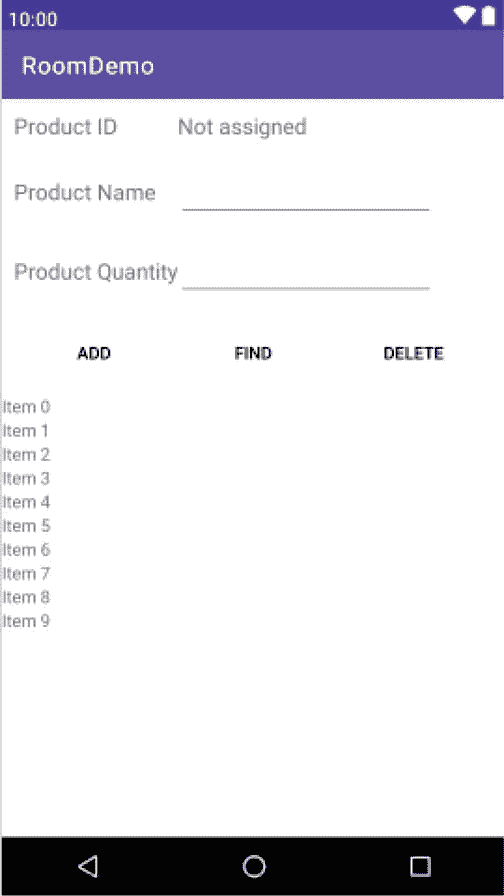 10:00
RoomDemo
Product ID Not assigned
Product Name
Product Quantity
ADD FIND DELETE
Item 0
Item 1
Item 2
Item 3
Item 4
Item 5
Item 6
Item 7
Item 8
Item 9